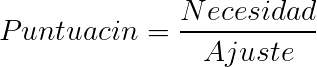 Puntuacin = Necesidad / Ajuste